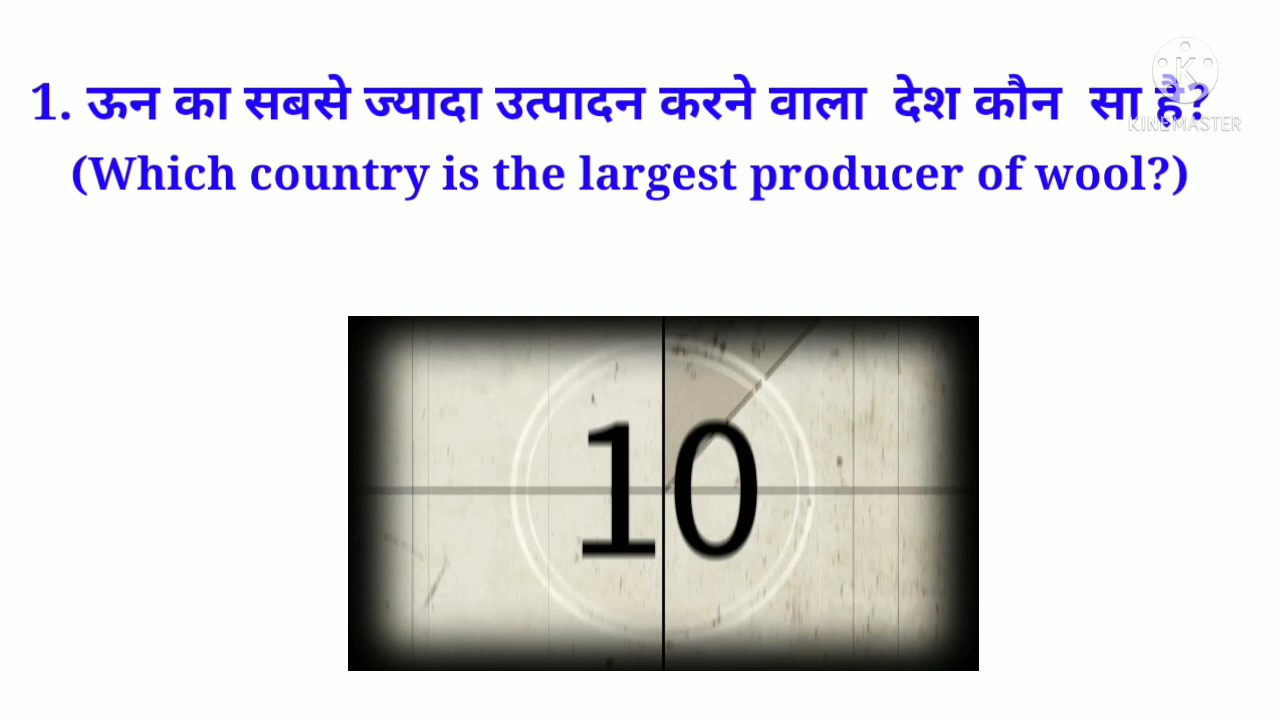 1. ऊन का सबसे ज्यादा उत्पादन करने वाला देश कौन सा है?
(Which country is the largest producer of wool?)
K
KINEMASTER
10